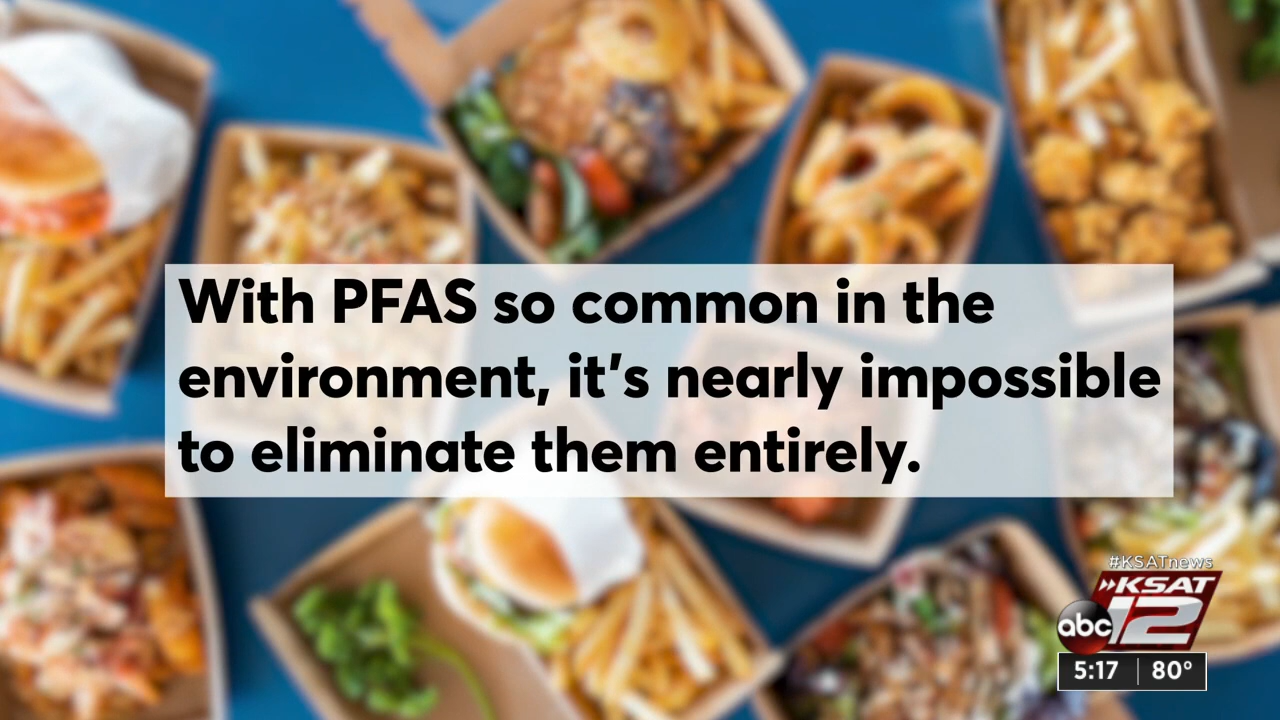 With PFAS so common in the
environment, it's nearly impossible
to eliminate them entirely.
#KSATnews
KSAT
abc 12
5:17 80°